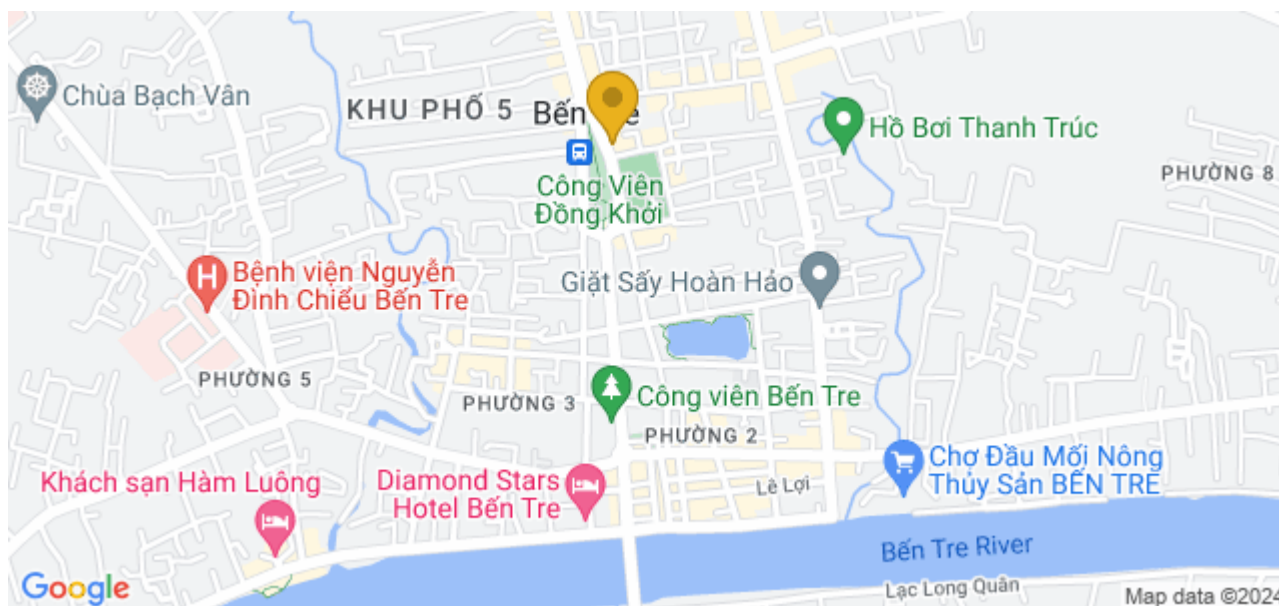 Chùa Bạch Vân
KHU PHỐ 5
Bến Tre
Hồ Bơi Thanh Trúc
PHƯỜNG 8
Công Viên
Đồng Khởi
Bệnh viện Nguyễn
Đình Chiểu Bến Tre
Giặt Sấy Hoàn Hảo
PHƯỜNG 5
PHƯỜNG 3
Công viên Bến Tre
PHƯỜNG 2
Khách sạn Hàm Luông
Diamond Stars
Hotel Bến Tre
Lê Lợi
Chợ Đầu Mối Nông
Thủy Sản BẾN TRE
Bến Tre River
Lạc Long Quân
Google
Map data ©2024